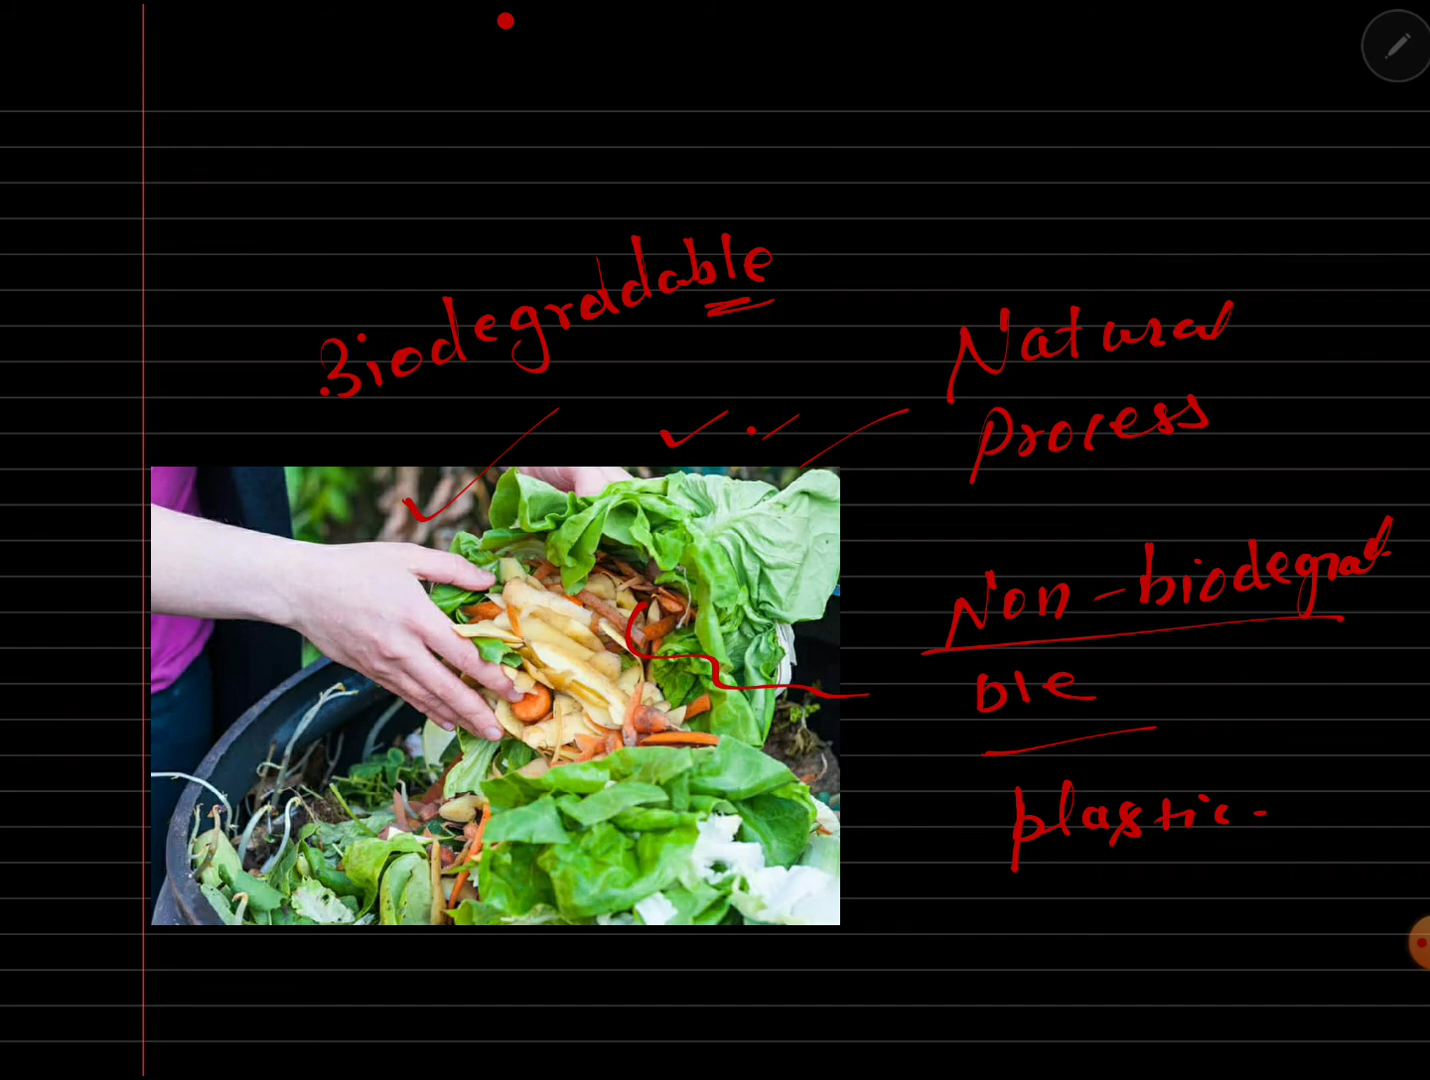 Biodegradable
Natural
process
Non-biodegrad
ble
plastic.